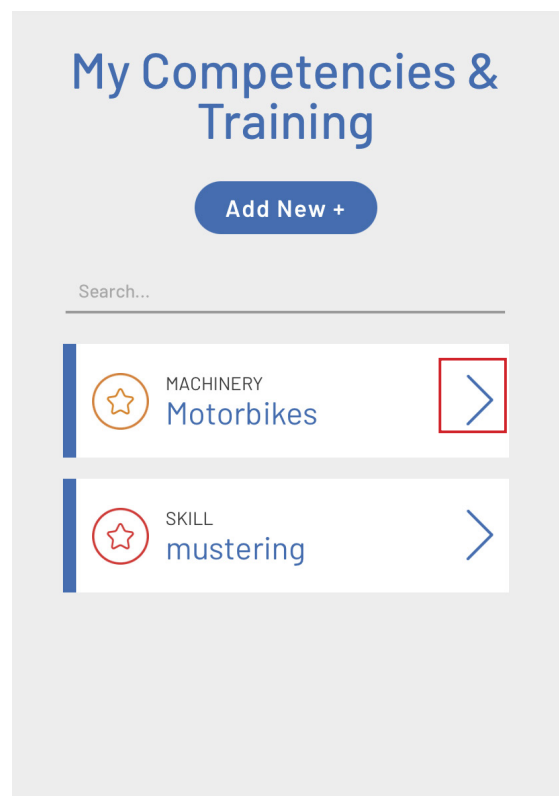 My Competencies &
Training
Add New +
Search...
MACHINERY
Motorbikes
SKILL
mustering